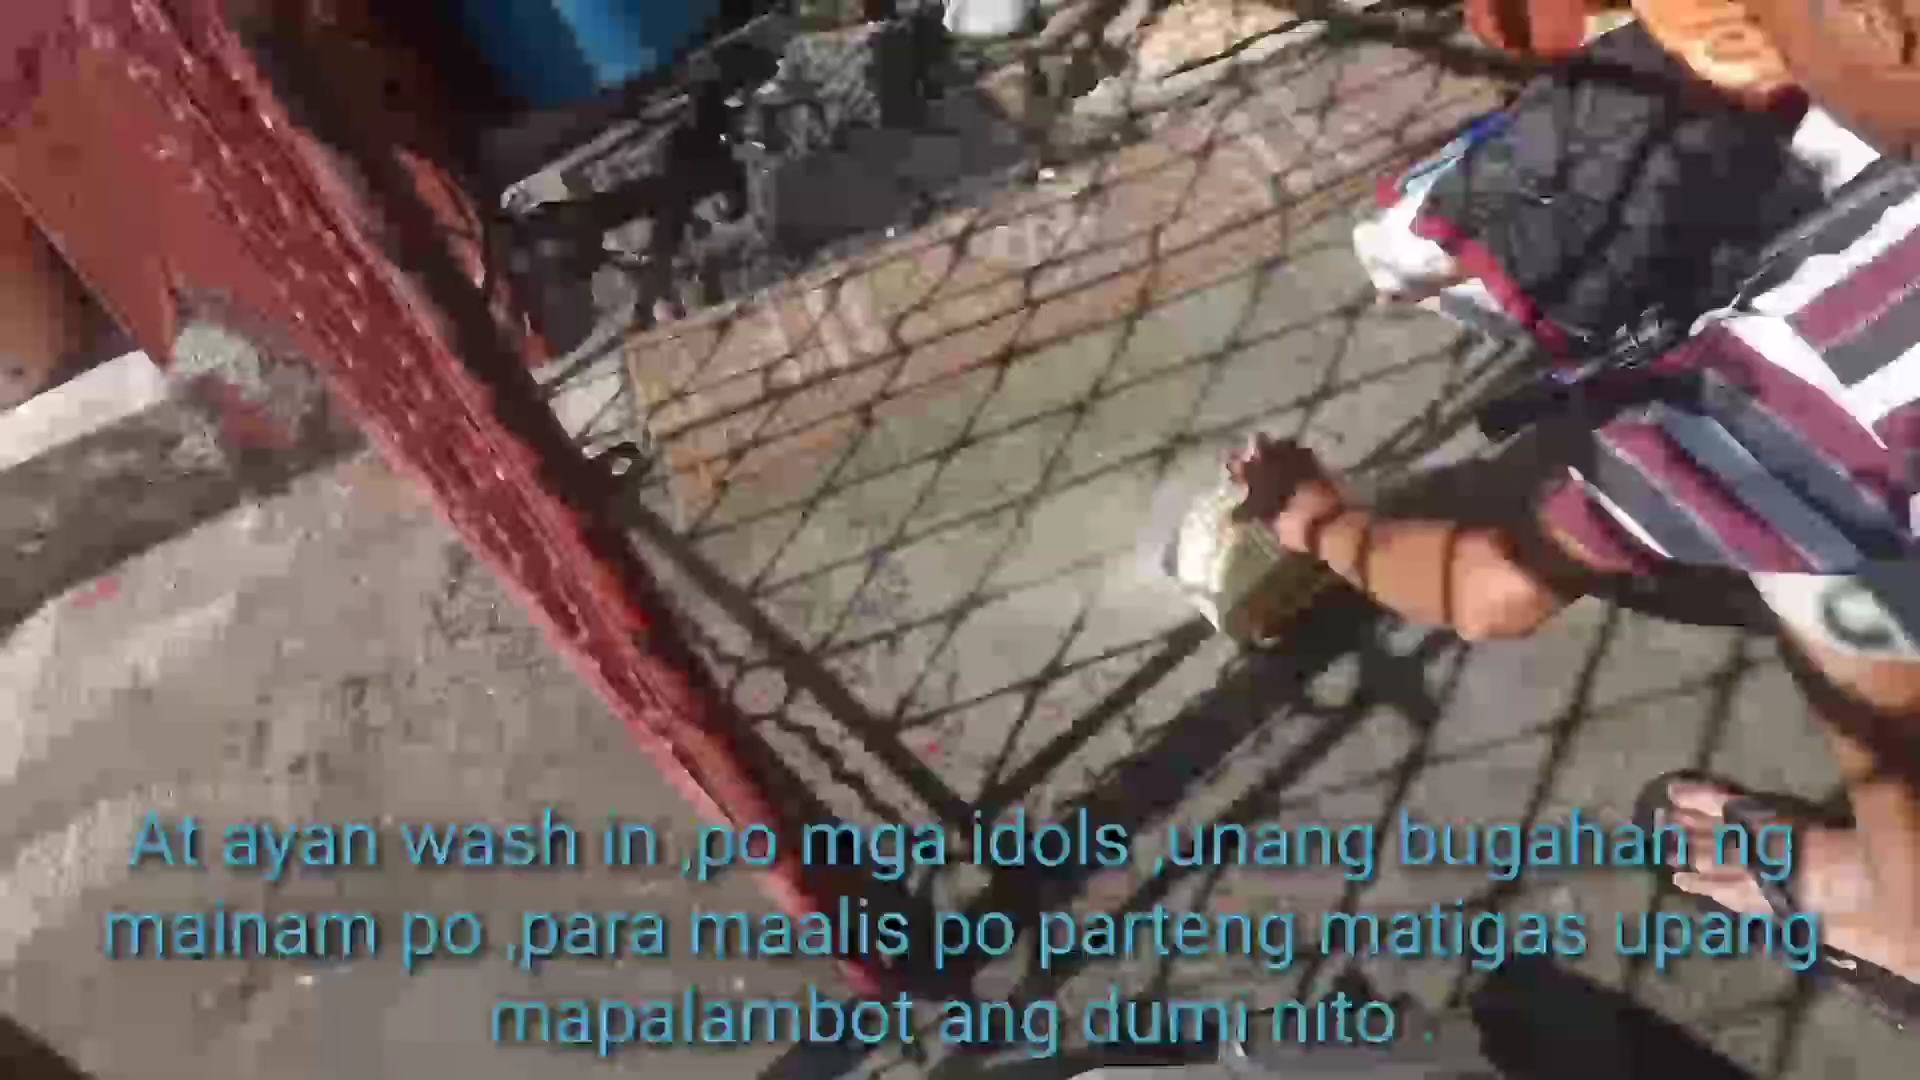 At ayan wash in ,po mga idols ,unang bugahan ng
mainam po ,para maalis po parteng matigas upang
mapalambot ang dumi nito .